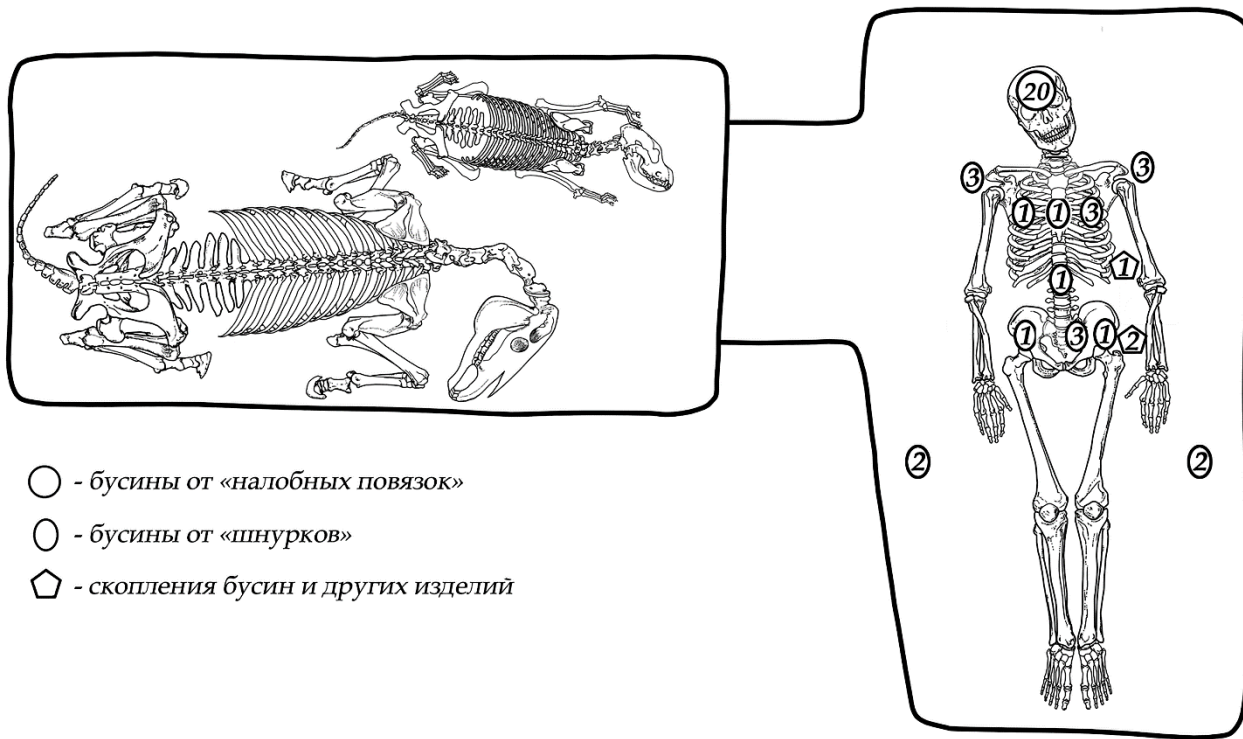 20
3 3
1 1 3
1
1
1 3 1 2
2 2
- бусины от «налобных повязок»
- бусины от «шнурков»
- скопления бусин и других изделий